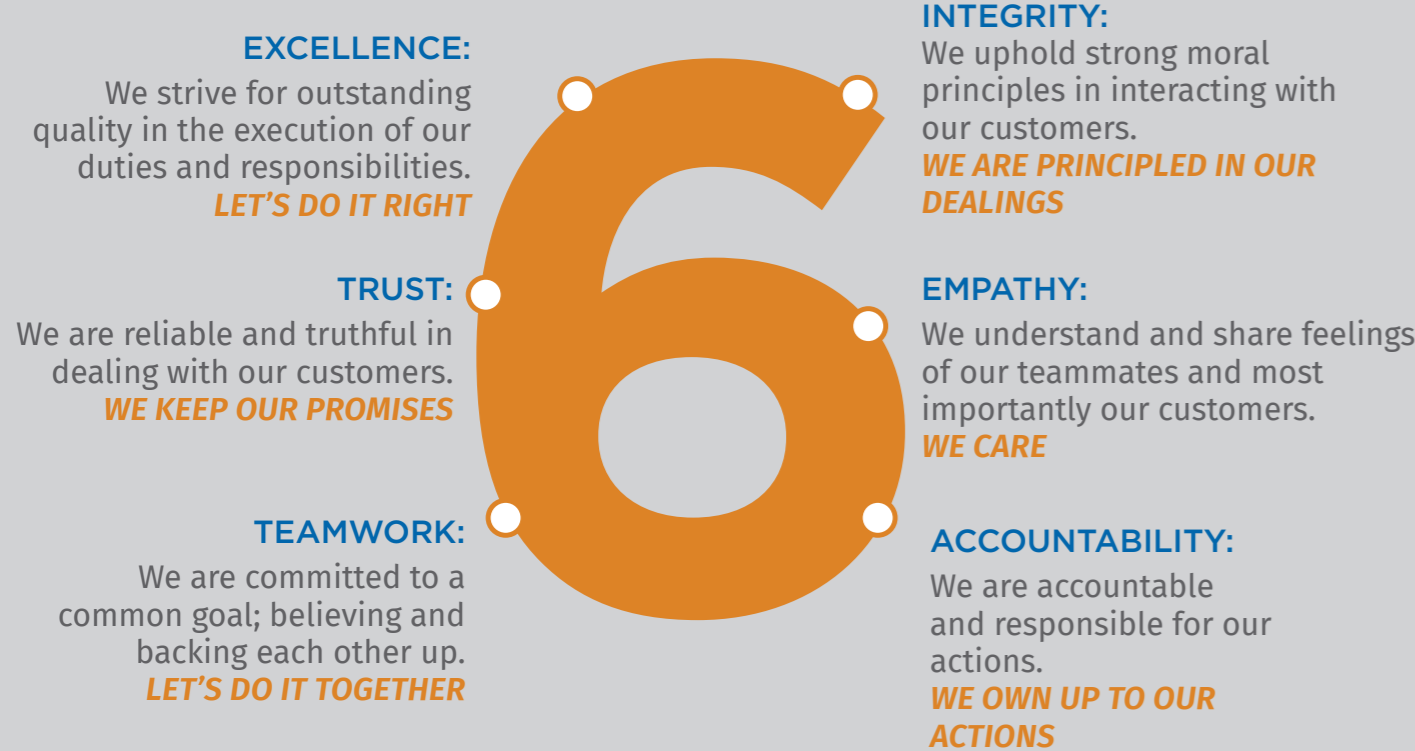 EXCELLENCE:
We strive for outstanding
quality in the execution of our
duties and responsibilities.
LET’S DO IT RIGHT
TRUST:
We are reliable and truthful in
dealing with our customers.
WE KEEP OUR PROMISES
TEAMWORK:
We are committed to a
common goal; believing and
backing each other up.
LET’S DO IT TOGETHER
6
INTEGRITY:
We uphold strong moral
principles in interacting with
our customers.
WE ARE PRINCIPLED IN OUR
DEALINGS
EMPATHY:
We understand and share feelings
of our teammates and most
importantly our customers.
WE CARE
ACCOUNTABILITY:
We are accountable
and responsible for our
actions.
WE OWN UP TO OUR
ACTIONS